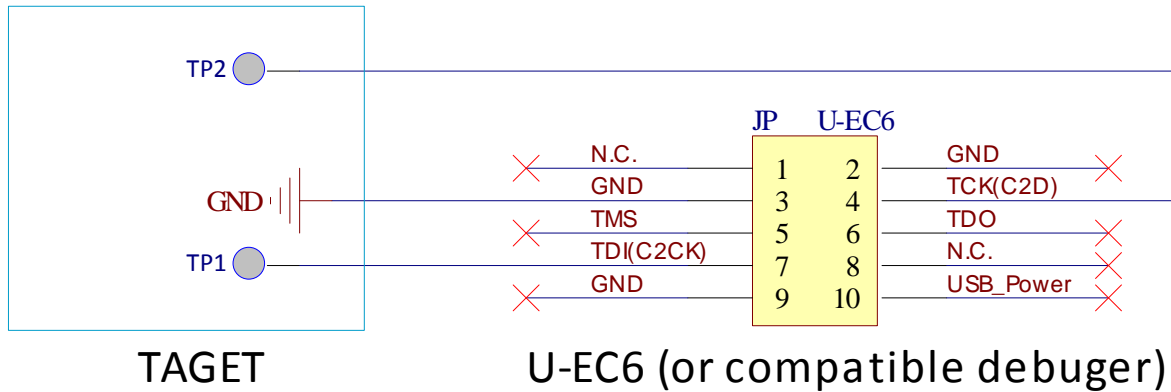 TP2
JP U-EC6
N.C. 1 2 GND
GND GND 3 4 TCK(C2D)
TMS 5 6 TDO
TP1 TDI(C2CK) 7 8 N.C.
GND 9 10 USB_Power
TAGET U-EC6 (or compatible debuger)